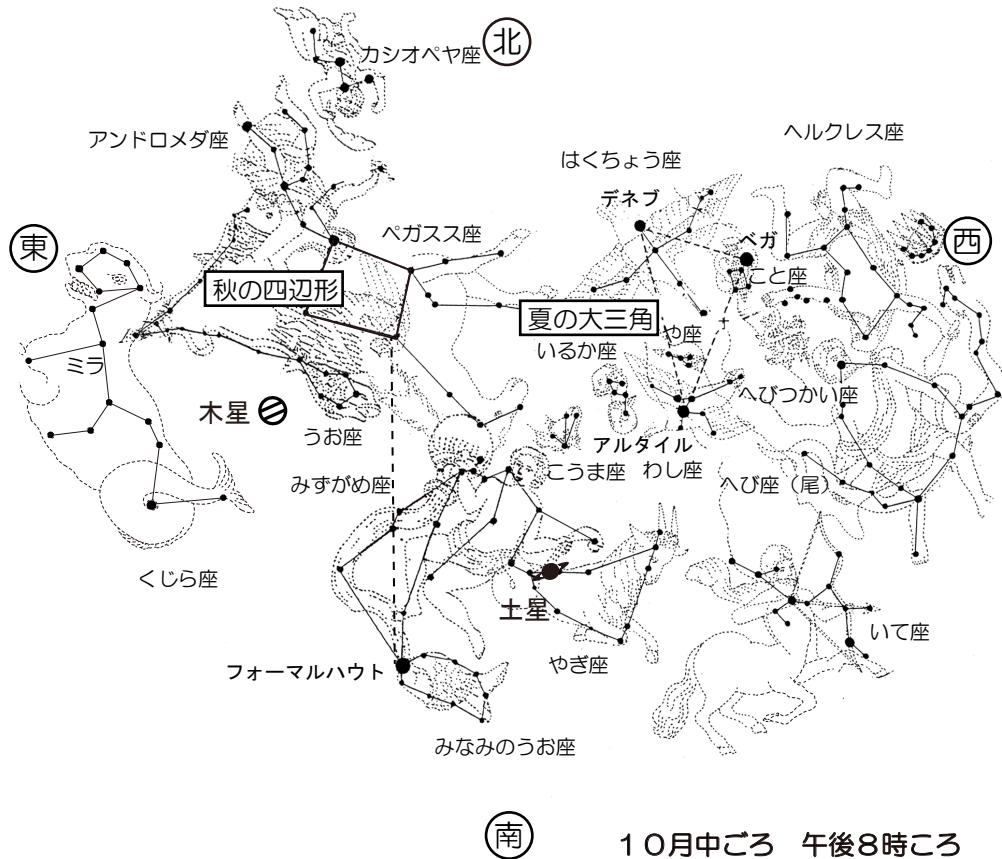 カシオペヤ座
北
アンドロメダ座
ヘルクレス座
はくちょう座
デネブ
東
ペガスス座
ベガ
西
こと座
秋の四辺形
夏の大三角
や座
いるか座
ミラ
へびつかい座
木星
うお座
アルタイル
わし座
こうま座
みずがめ座
へび座（尾）
くじら座
土星
いて座
やぎ座
フォーマルハウト
みなみのうお座
南
１０月中ごろ　午後８時ころ